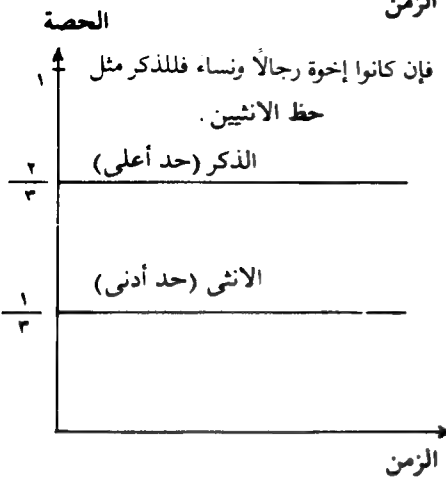 الزمن
الحصة
١
فإن كانوا إخوة رجالًا ونساء فللذكر مثل
حظ الانثيين .
الذكر (حد أعلى)
٢
٣
الانثى (حد أدنى)
١
٣
الزمن